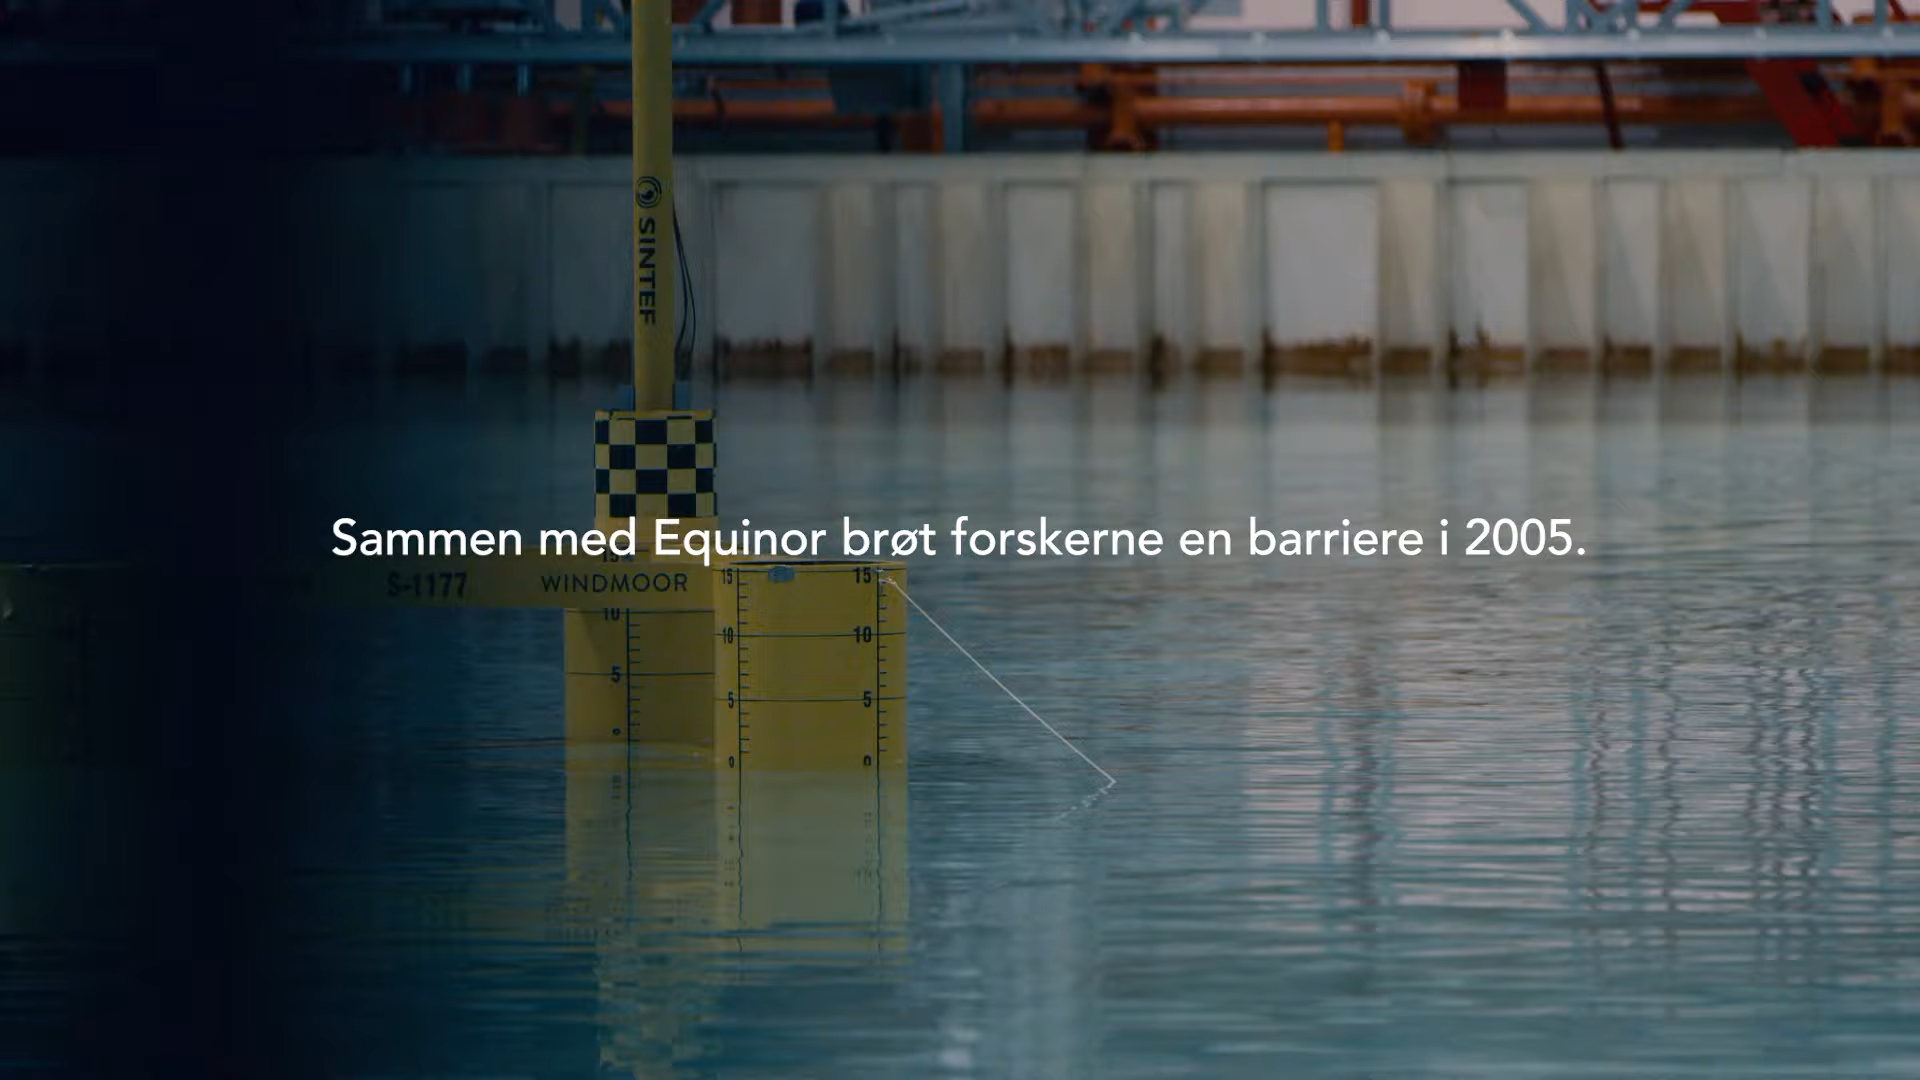 SINTEF
Sammen med Equinor brøt forskerne en barriere i 2005.
S-1177 WINDMOOR
15 15
10 10 10
5 5 5
0 0 0